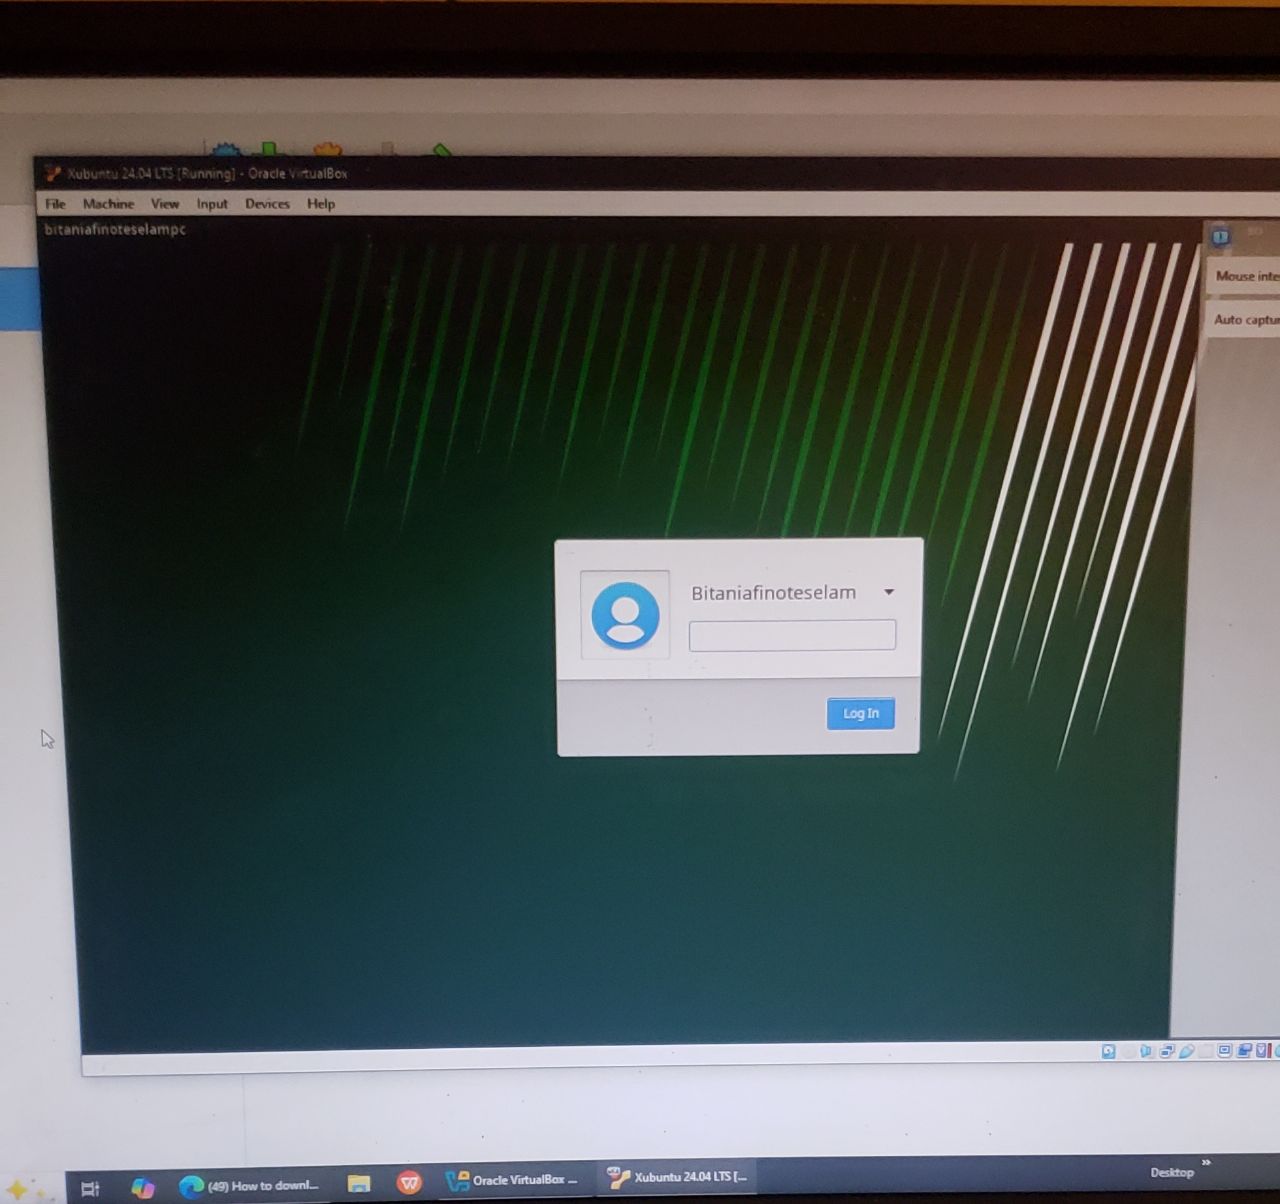 Xubuntu 24.04 LTS [Running] - Oracle VirtualBox
File Machine View Input Devices Help
bitaniafinoteselampc
Mouse inte
Auto captur
Bitaniafinoteselam
Log In
(49) How to downl...
Oracle VirtualBox ...
Xubuntu 24.04 LTS [...
Desktop